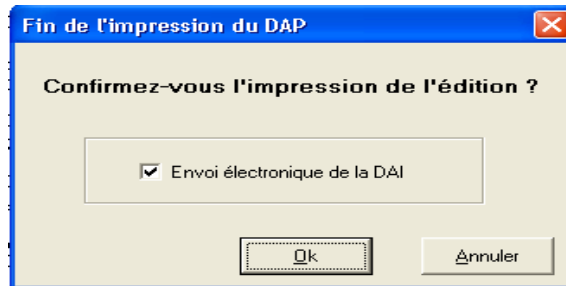 Fin de l'impression du DAP
Confirmez-vous l'impression de l'édition ?
Envoi électronique de la DAI
Ok
Annuler